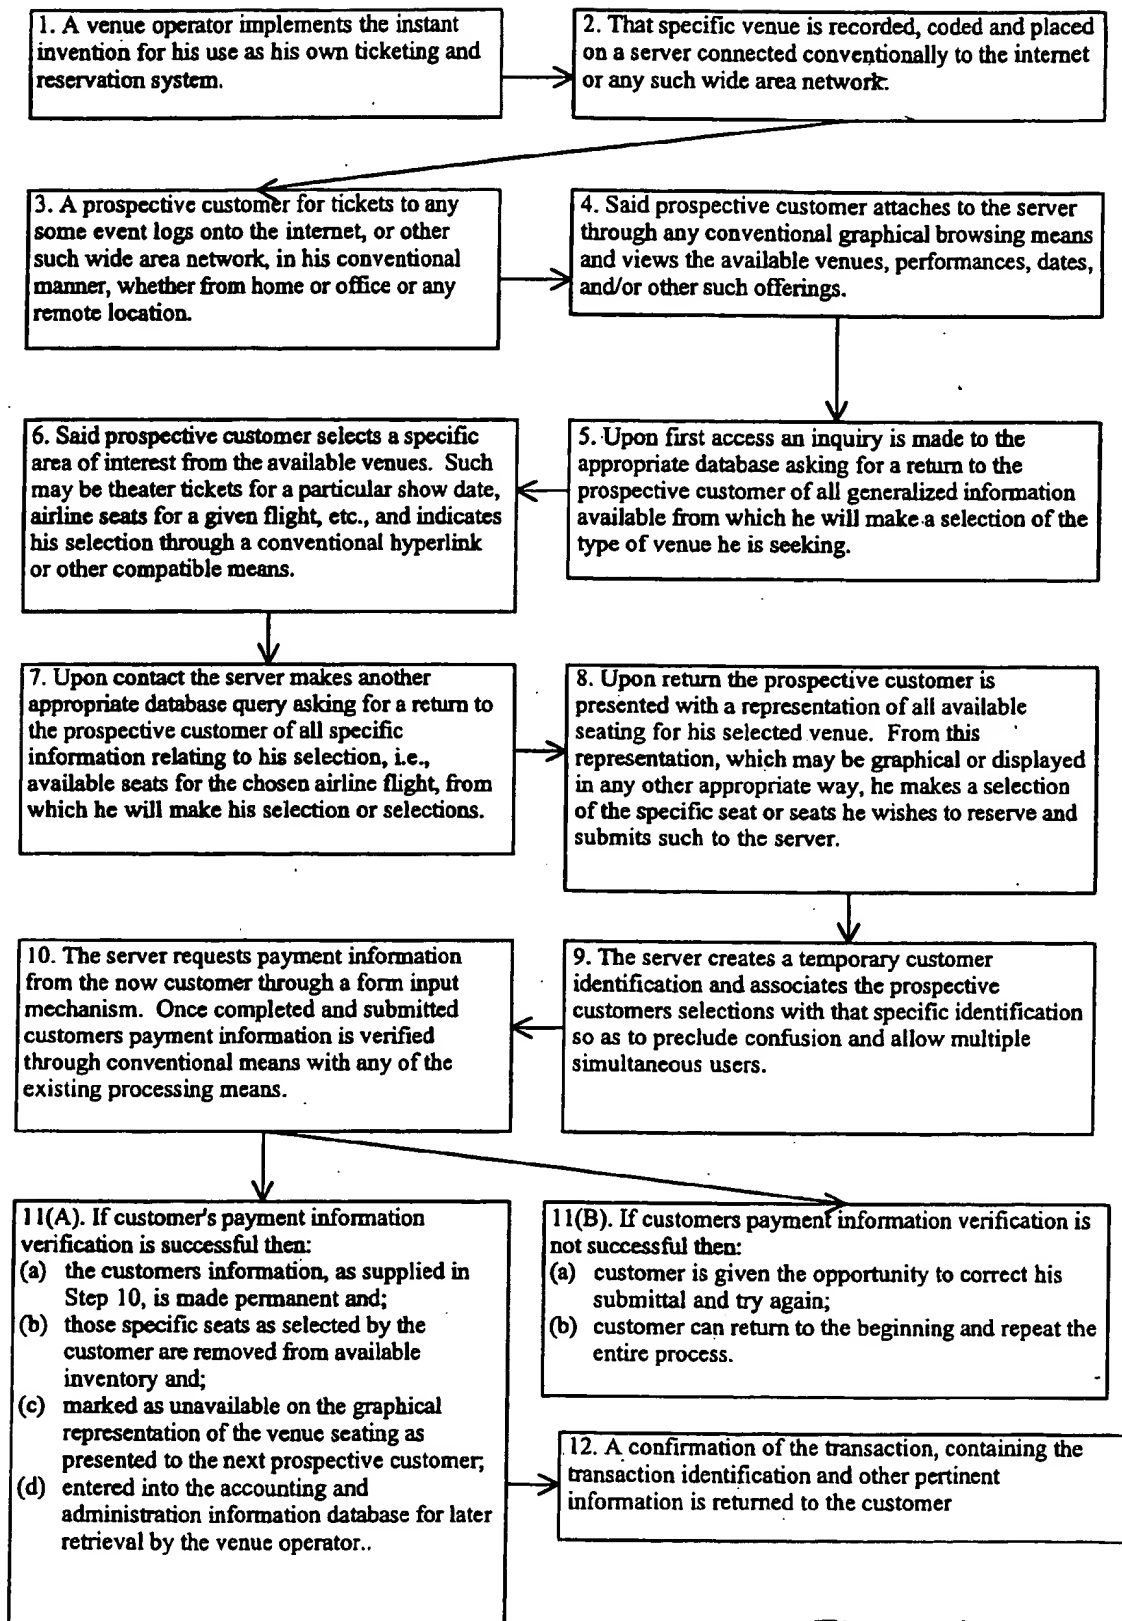 1. A venue operator implements the instant
invention for his use as his own ticketing and
reservation system.
2. That specific venue is recorded, coded and placed
on a server connected conventionally to the internet
or any such wide area network.
3. A prospective customer for tickets to any
some event logs onto the internet, or other
such wide area network, in his conventional
manner, whether from home or office or any
remote location.
4. Said prospective customer attaches to the server
through any conventional graphical browsing means
and views the available venues, performances, dates,
and/or other such offerings.
5. Upon first access an inquiry is made to the
appropriate database asking for a return to the
prospective customer of all generalized information
available from which he will make a selection of the
type of venue he is seeking.
6. Said prospective customer selects a specific
area of interest from the available venues. Such
may be theater tickets for a particular show date,
airline seats for a given flight, etc., and indicates
his selection through a conventional hyperlink
or other compatible means.
7. Upon contact the server makes another
appropriate database query asking for a return to
the prospective customer of all specific
information relating to his selection, i.e.,
available seats for the chosen airline flight, from
which he will make his selection or selections.
8. Upon return the prospective customer is
presented with a representation of all available
seating for his selected venue. From this
representation, which may be graphical or displayed
in any other appropriate way, he makes a selection
of the specific seat or seats he wishes to reserve and
submits such to the server.
9. The server creates a temporary customer
identification and associates the prospective
customers selections with that specific identification
so as to preclude confusion and allow multiple
simultaneous users.
10. The server requests payment information
from the now customer through a form input
mechanism. Once completed and submitted
customers payment information is verified
through conventional means with any of the
existing processing means.
11(A). If customer's payment information
verification is successful then:
(a) the customers information, as supplied in
Step 10, is made permanent and;
(b) those specific seats as selected by the
customer are removed from available
inventory and;
(c) marked as unavailable on the graphical
representation of the venue seating as
presented to the next prospective customer;
(d) entered into the accounting and
administration information database for later
retrieval by the venue operator..
11(B). If customers payment information verification is
not successful then:
(a) customer is given the opportunity to correct his
submittal and try again;
(b) customer can return to the beginning and repeat the
entire process.
12. A confirmation of the transaction, containing the
transaction identification and other pertinent
information is returned to the customer